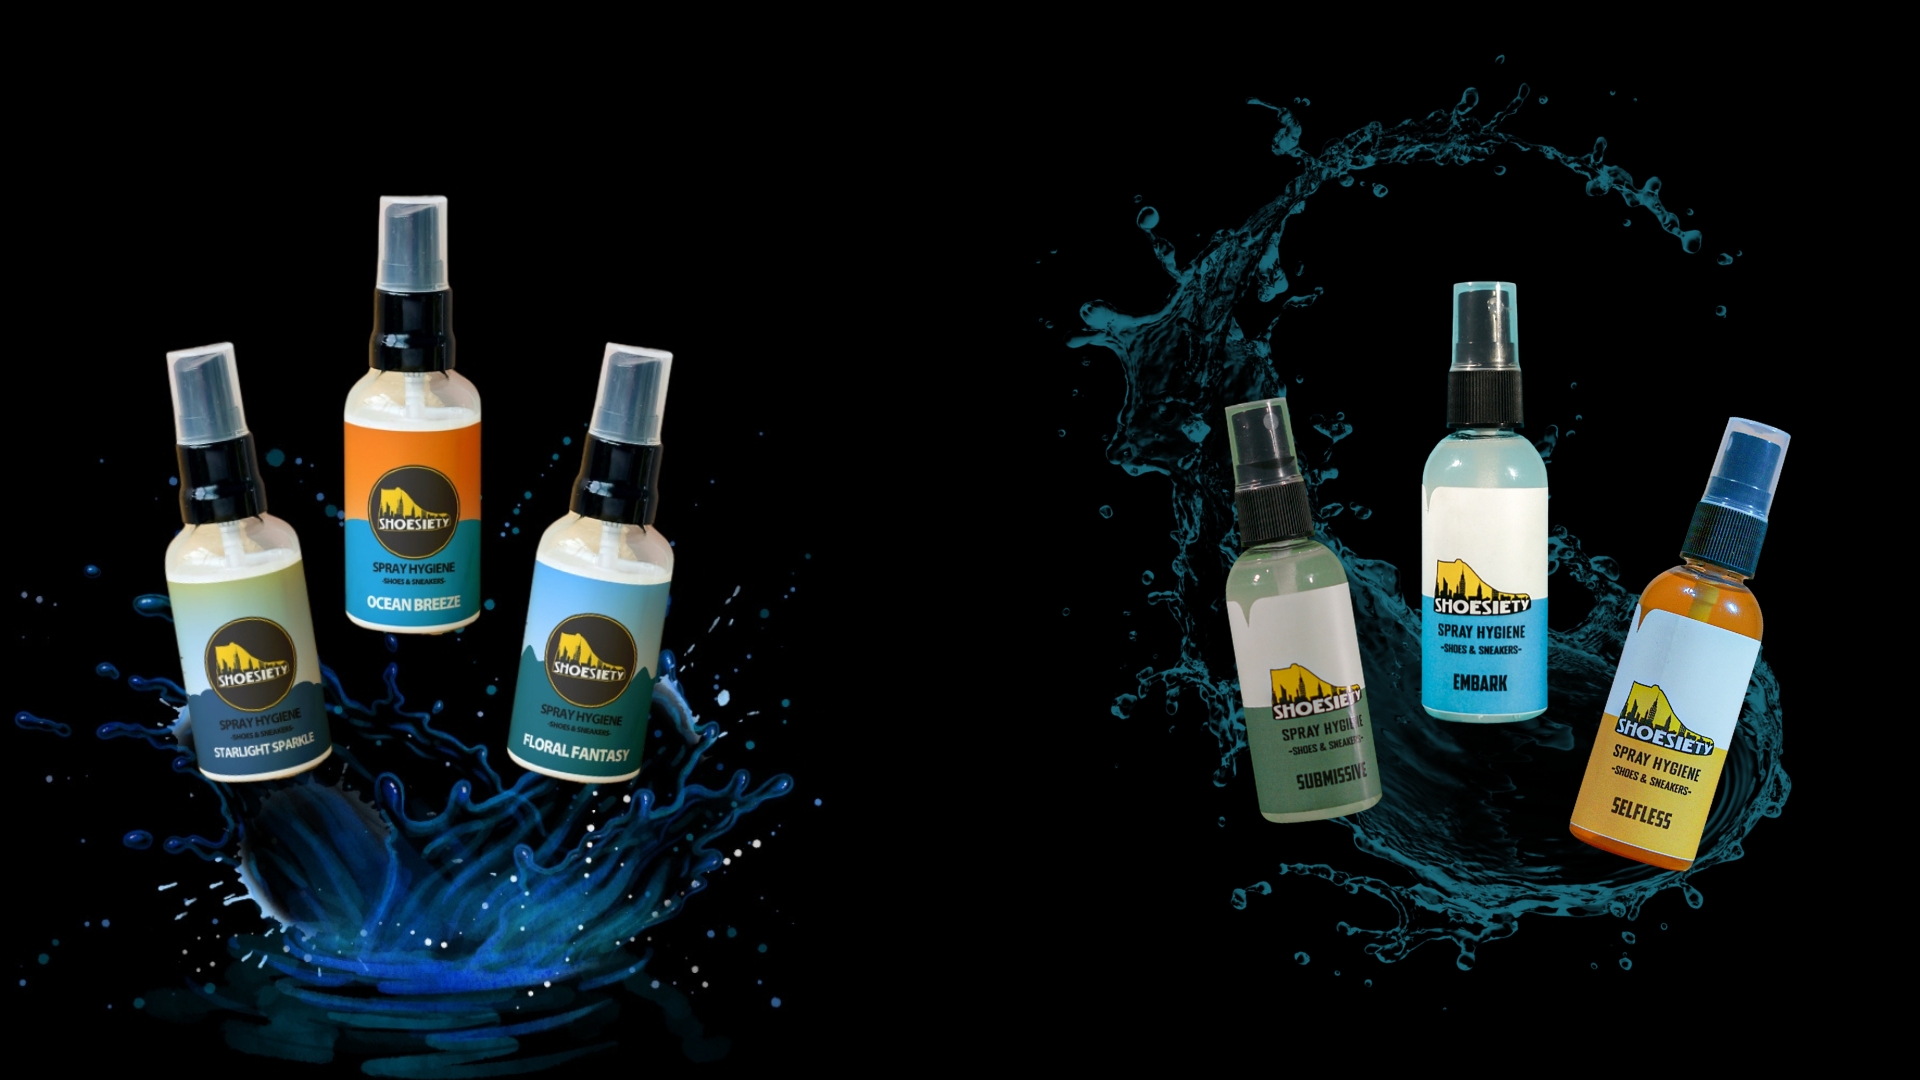 SHOESIETY
SPRAY HYGIENE
-SHOES & SNEAKERS-
OCEAN BREEZE
SHOESIETY
SPRAY HYGIENE
-SHOES & SNEAKERS-
STARLIGHT SPARKLE
SHOESIETY
SPRAY HYGIENE
-SHOES & SNEAKERS-
FLORAL FANTASY
SHOESIETY
SPRAY HYGIENE
-SHOES & SNEAKERS-
EMBARK
SHOESIETY
SPRAY HYGIENE
-SHOES & SNEAKERS-
SUBMISSIVE
SHOESIETY
SPRAY HYGIENE
-SHOES & SNEAKERS-
SELFLESS